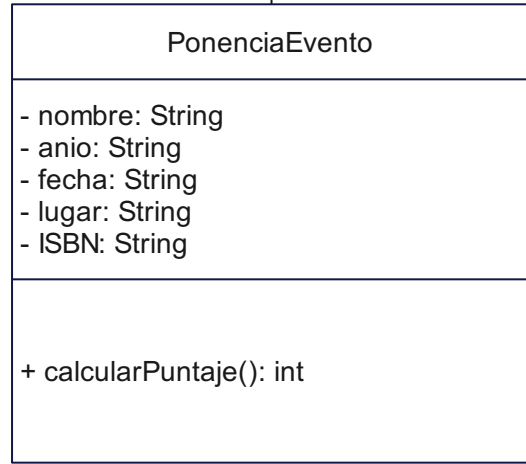 PonenciaEvento
- nombre: String
- anio: String
- fecha: String
- lugar: String
- ISBN: String
+ calcularPuntaje(): int